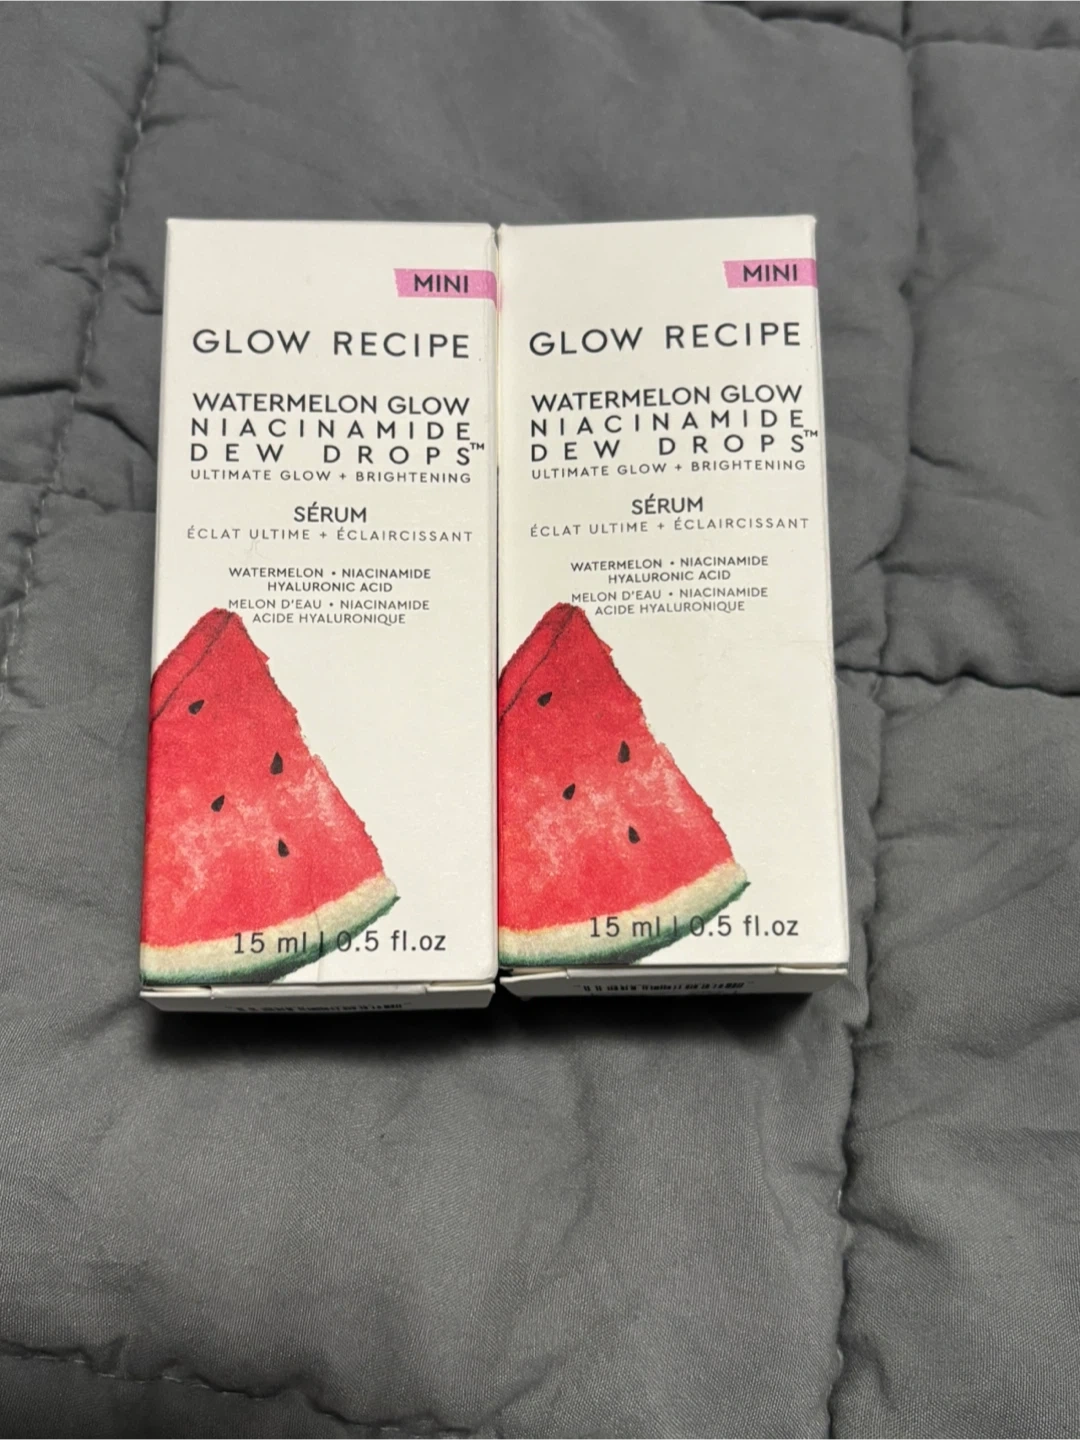 MINI
GLOW RECIPE
WATERMELON GLOW
NIACINAMIDE
DEW DROPS™
ULTIMATE GLOW + BRIGHTENING
SÉRUM
ÉCLAT ULTIME + ÉCLAIRCISSANT
WATERMELON • NIACINAMIDE
HYALURONIC ACID
MELON D'EAU • NIACINAMIDE
ACIDE HYALURONIQUE
15 ml | 0.5 fl.oz
MINI
GLOW RECIPE
WATERMELON GLOW
NIACINAMIDE
DEW DROPS™
ULTIMATE GLOW + BRIGHTENING
SÉRUM
ÉCLAT ULTIME + ÉCLAIRCISSANT
WATERMELON • NIACINAMIDE
HYALURONIC ACID
MELON D'EAU • NIACINAMIDE
ACIDE HYALURONIQUE
15 ml | 0.5 fl.oz